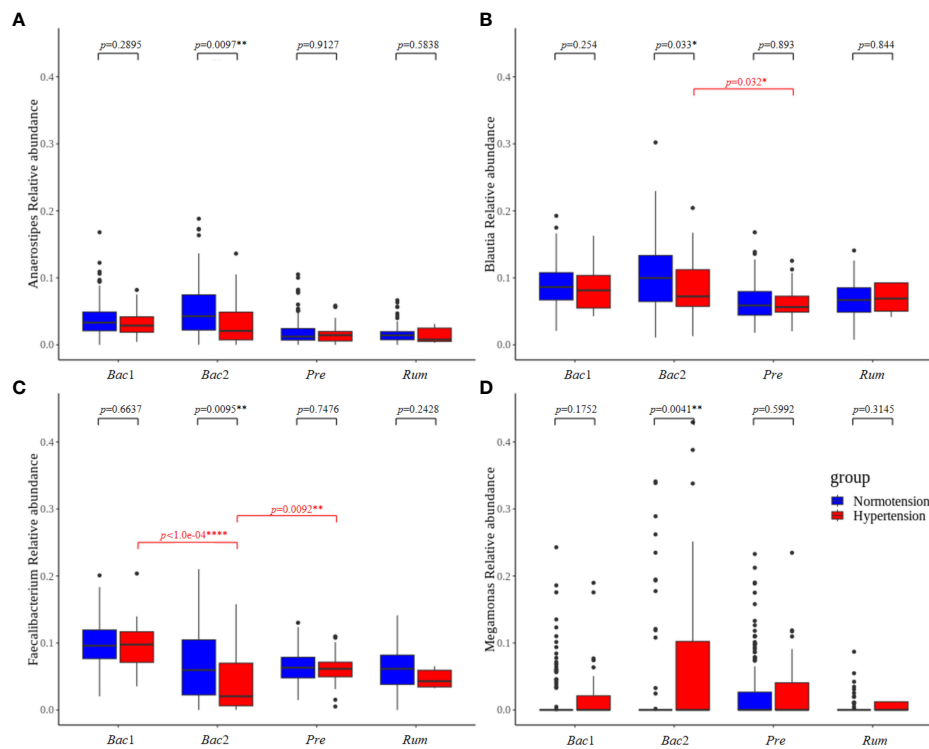 A
p=0.2895 p=0.0097** p=0.9127 p=0.5838
0.4
0.3
0.2
0.1
0.0
Anaerostipes Relative abundance
Bac1 Bac2 Pre Rum
B
p=0.254 p=0.033* p=0.893 p=0.844
p=0.032*
0.4
0.3
0.2
0.1
0.0
Blautia Relative abundance
Bac1 Bac2 Pre Rum
C
p=0.6637 p=0.0095** p=0.7476 p=0.2428
p=0.0092**
p<1.0e-04****
0.4
0.3
0.2
0.1
0.0
Faecalibacterium Relative abundance
Bac1 Bac2 Pre Rum
D
p=0.1752 p=0.0041** p=0.5992 p=0.3145
0.4
0.3
0.2
0.1
0.0
Megamonas Relative abundance
group
Normotension
Hypertension
Bac1 Bac2 Pre Rum